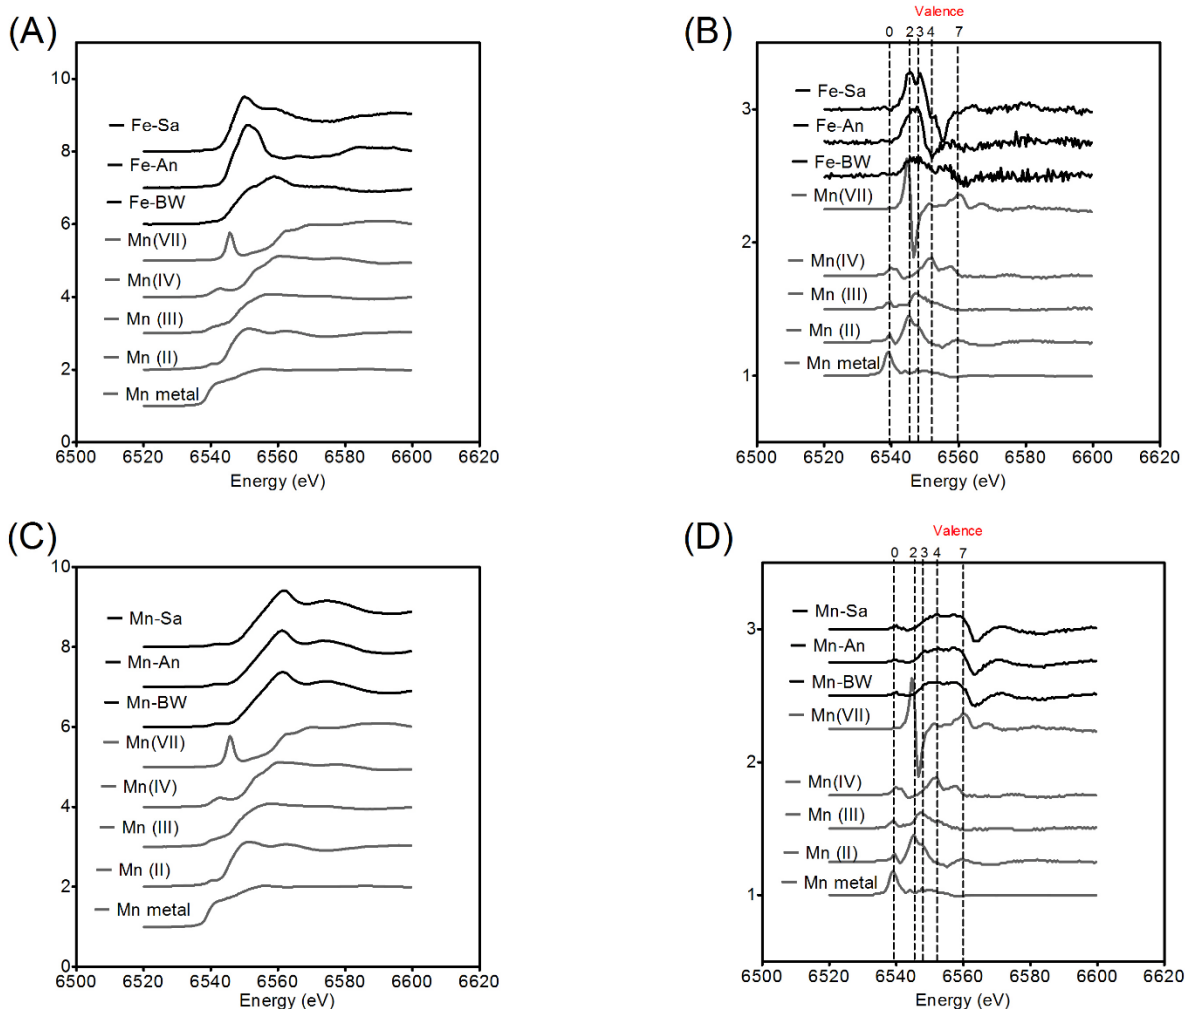 (A)
10
8
6
4
2
0
Fe-Sa
Fe-An
Fe-BW
Mn(VII)
Mn(IV)
Mn (III)
Mn (II)
Mn metal
6500 6520 6540 6560 6580 6600 6620
Energy (eV)
(B)
Valence
0 2 3 4 7
3
2
1
Fe-Sa
Fe-An
Fe-BW
Mn(VII)
Mn(IV)
Mn (III)
Mn (II)
Mn metal
6500 6520 6540 6560 6580 6600 6620
Energy (eV)
(C)
10
8
6
4
2
0
Mn-Sa
Mn-An
Mn-BW
Mn(VII)
Mn(IV)
Mn (III)
Mn (II)
Mn metal
6500 6520 6540 6560 6580 6600 6620
Energy (eV)
(D)
Valence
0 2 3 4 7
3
2
1
Mn-Sa
Mn-An
Mn-BW
Mn(VII)
Mn(IV)
Mn (III)
Mn (II)
Mn metal
6500 6520 6540 6560 6580 6600 6620
Energy (eV)